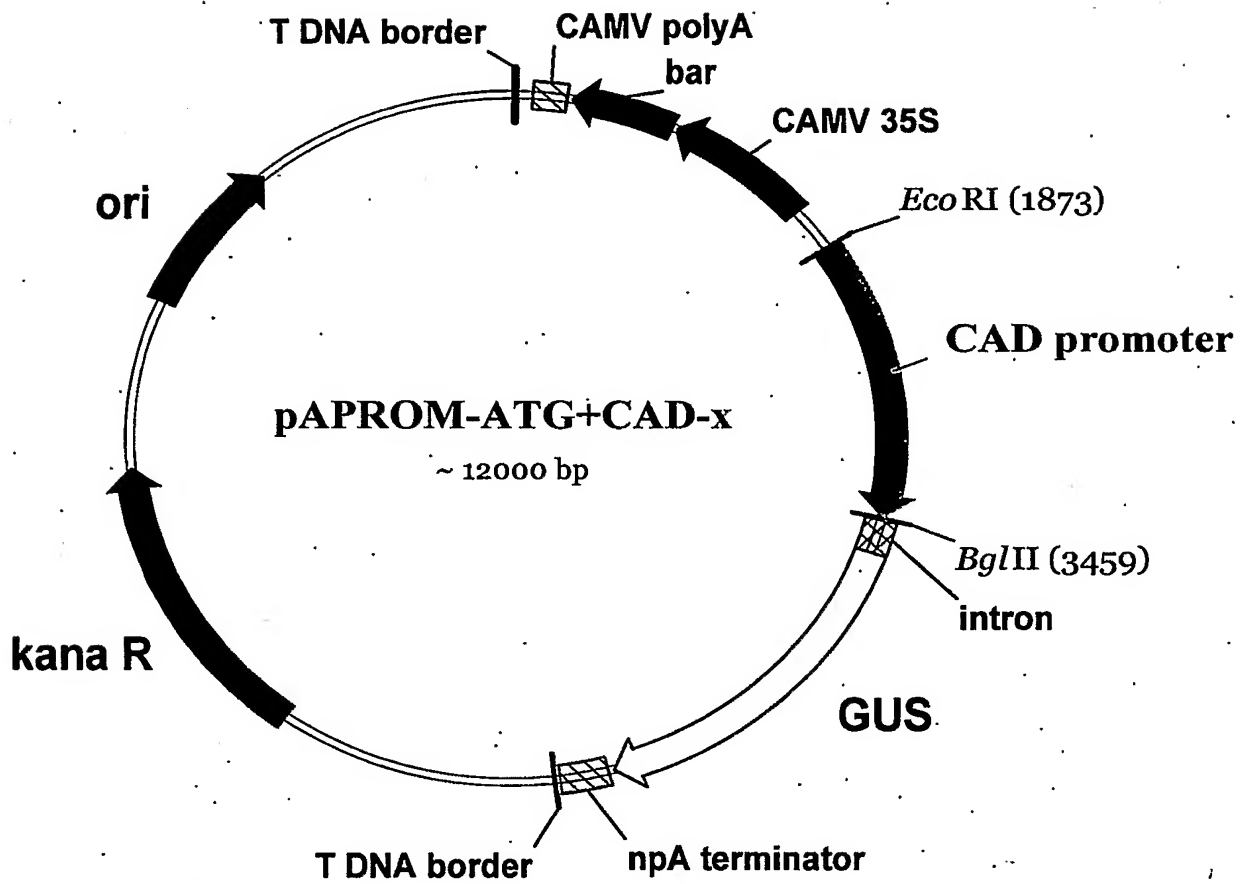 T DNA border
CAMV polyA
bar
CAMV 35S
ori
EcoRI (1873)
CAD promoter
pAPROM-ATG+CAD-x
~ 12000 bp
BglII (3459)
intron
kana R
GUS
T DNA border
npA terminator